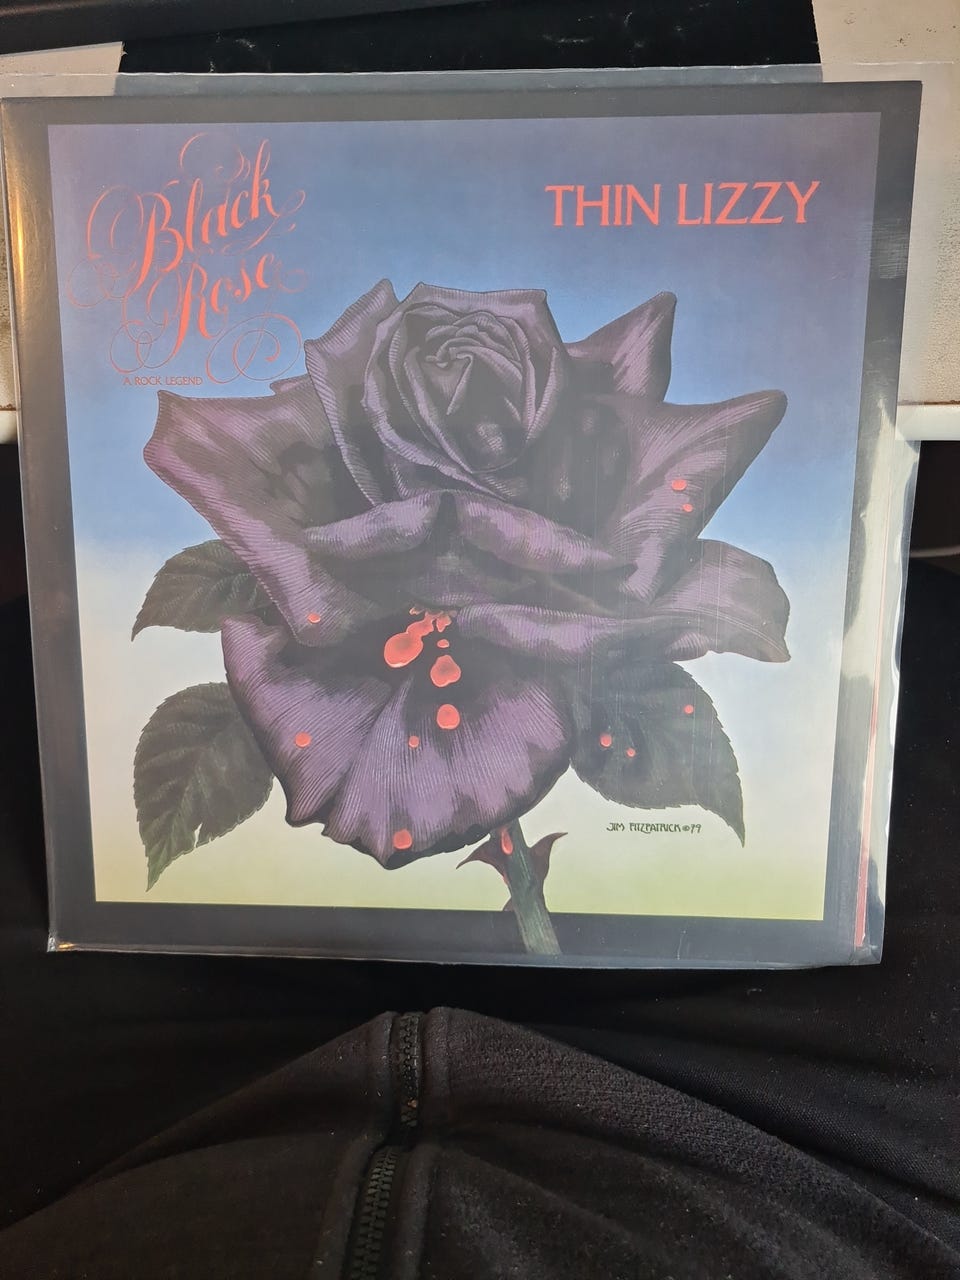 Black
Rose
A ROCK LEGEND
THIN LIZZY
JIM FITZPATRICK ©79